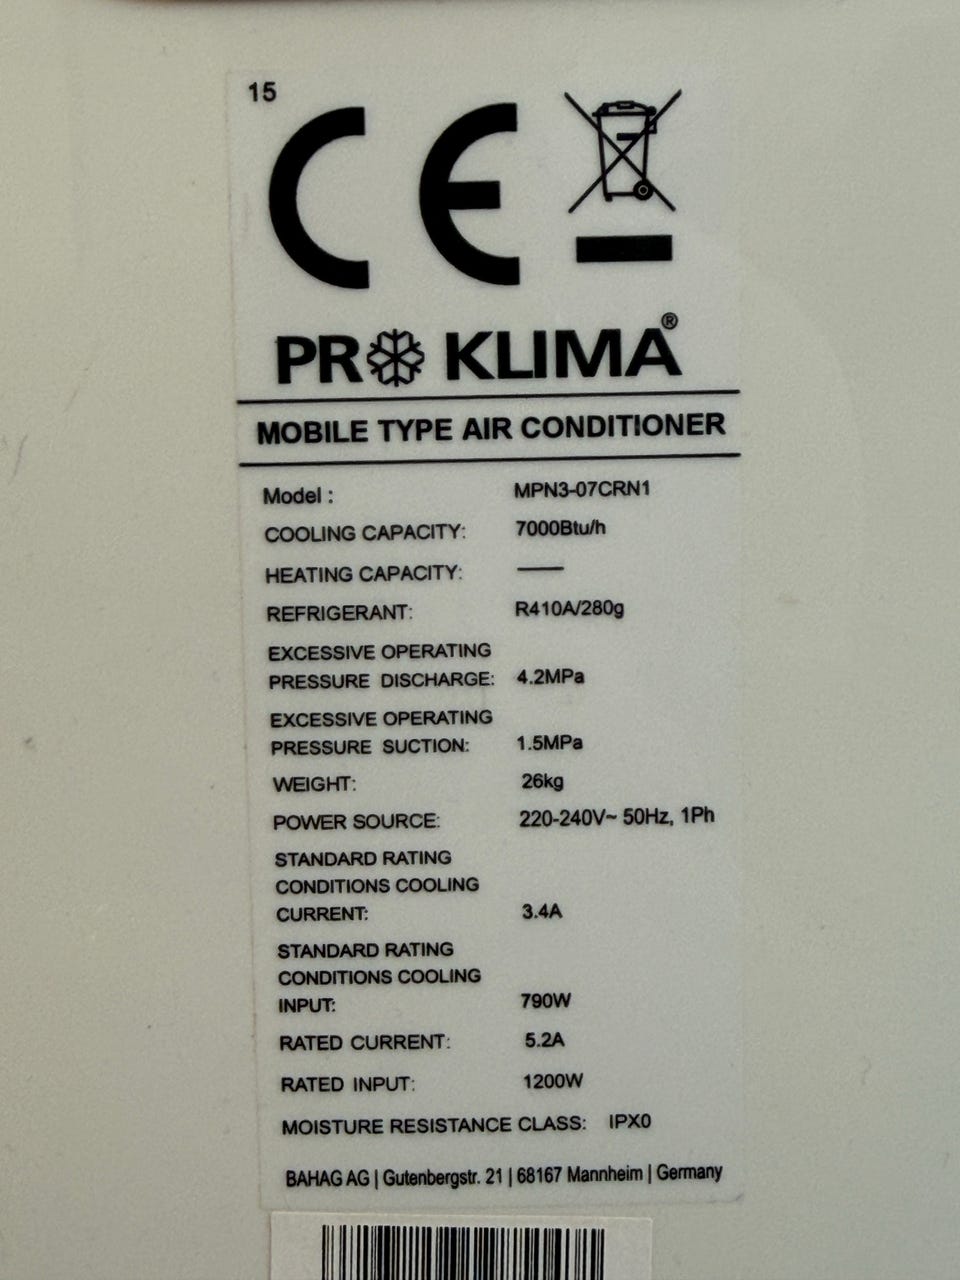 15
CE
PRO KLIMA®
MOBILE TYPE AIR CONDITIONER
Model : MPN3-07CRN1
COOLING CAPACITY: 7000Btu/h
HEATING CAPACITY: —
REFRIGERANT: R410A/280g
EXCESSIVE OPERATING
PRESSURE DISCHARGE: 4.2MPa
EXCESSIVE OPERATING
PRESSURE SUCTION: 1.5MPa
WEIGHT: 26kg
POWER SOURCE: 220-240V~ 50Hz, 1Ph
STANDARD RATING
CONDITIONS COOLING
CURRENT: 3.4A
STANDARD RATING
CONDITIONS COOLING
INPUT: 790W
RATED CURRENT: 5.2A
RATED INPUT: 1200W
MOISTURE RESISTANCE CLASS: IPX0
BAHAG AG | Gutenbergstr. 21 | 68167 Mannheim | Germany